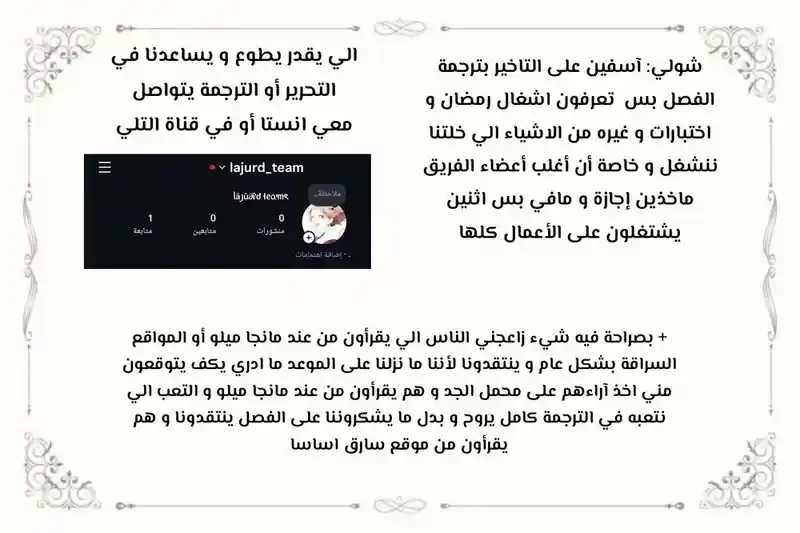 شولي: آسفين على التاخير بترجمة
الفصل بس تعرفون اشغال رمضان و
اختبارات و غيره من الاشياء الي خلتنا
ننشغل و خاصة أن أغلب أعضاء الفريق
ماخذين إجازة و مافي بس اثنين
يشتغلون على الأعمال كلها
الي يقدر يطوع و يساعدنا في
التحرير أو الترجمة يتواصل
معي انستا أو في قناة التلي
lajurd_team
ملاحظة..
lajurd teame
0
منشورات
0
متابعين
1
متابعة
إضافة اهتمامات
+ بصراحة فيه شيء زاعجني الناس الي يقرأون من عند مانجا ميلو أو المواقع
السراقة بشكل عام و ينتقدونا لأننا ما نزلنا على الموعد ما ادري يكف يتوقعون
مني اخذ آراءهم على محمل الجد و هم يقرأون من عند مانجا ميلو و التعب الي
نتعبه في الترجمة كامل يروح و بدل ما يشكروننا على الفصل ينتقدونا و هم
يقرأون من موقع سارق اساسا